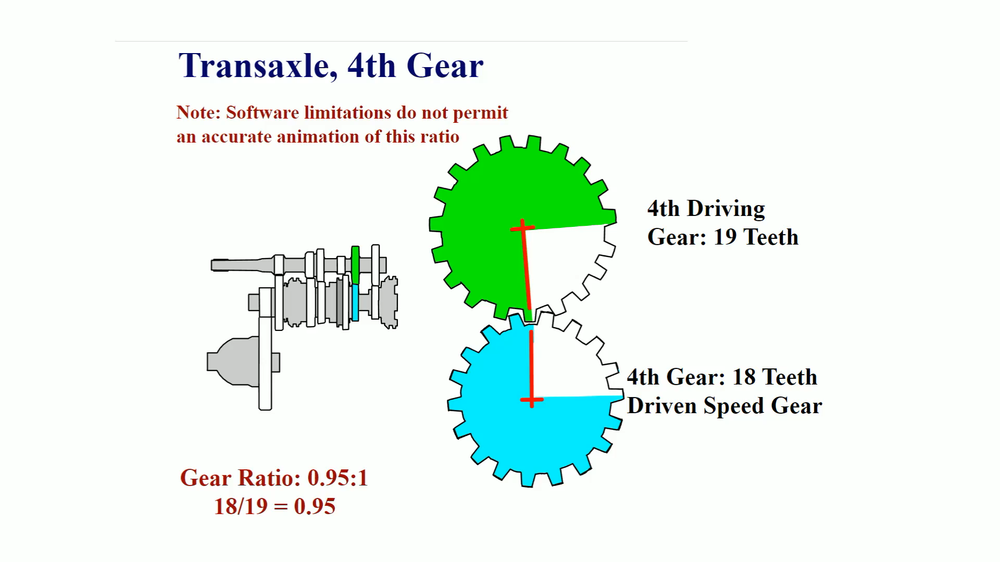 Transaxle, 4th Gear
Note: Software limitations do not permit
an accurate animation of this ratio
4th Driving
Gear: 19 Teeth
4th Gear: 18 Teeth
Driven Speed Gear
Gear Ratio: 0.95:1
18/19 = 0.95